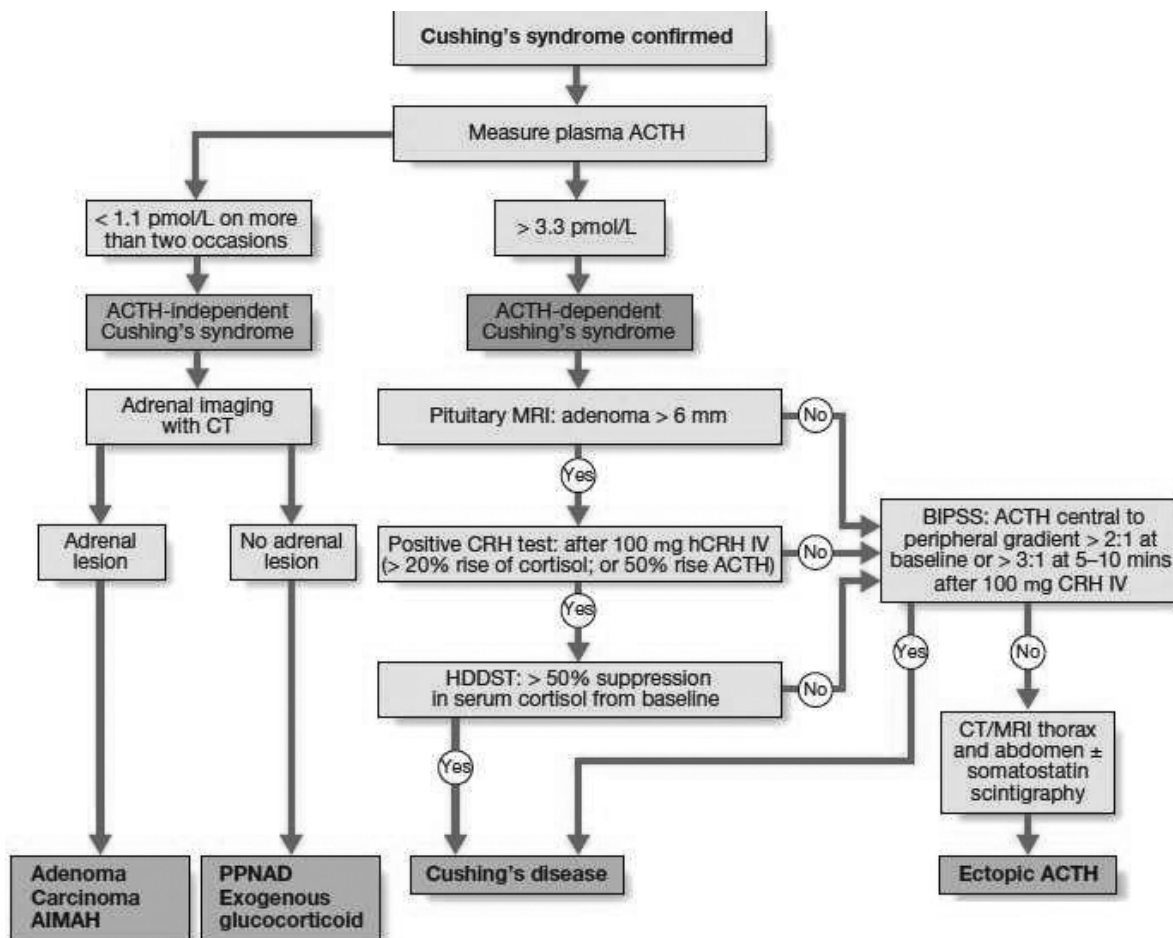 Cushing's syndrome confirmed
Measure plasma ACTH
< 1.1 pmol/L on more
than two occasions
> 3.3 pmol/L
ACTH-independent
Cushing's syndrome
ACTH-dependent
Cushing's syndrome
Adrenal imaging
with CT
Pituitary MRI: adenoma > 6 mm
No
Yes
Adrenal
lesion
No adrenal
lesion
Positive CRH test: after 100 mg hCRH IV
(> 20% rise of cortisol; or 50% rise ACTH)
No
BIPSS: ACTH central to
peripheral gradient > 2:1 at
baseline or > 3:1 at 5–10 mins
after 100 mg CRH IV
Yes
HDDST: > 50% suppression
in serum cortisol from baseline
No
Yes
No
Yes
CT/MRI thorax
and abdomen ±
somatostatin
scintigraphy
Adenoma
Carcinoma
AIMAH
PPNAD
Exogenous
glucocorticoid
Cushing's disease
Ectopic ACTH